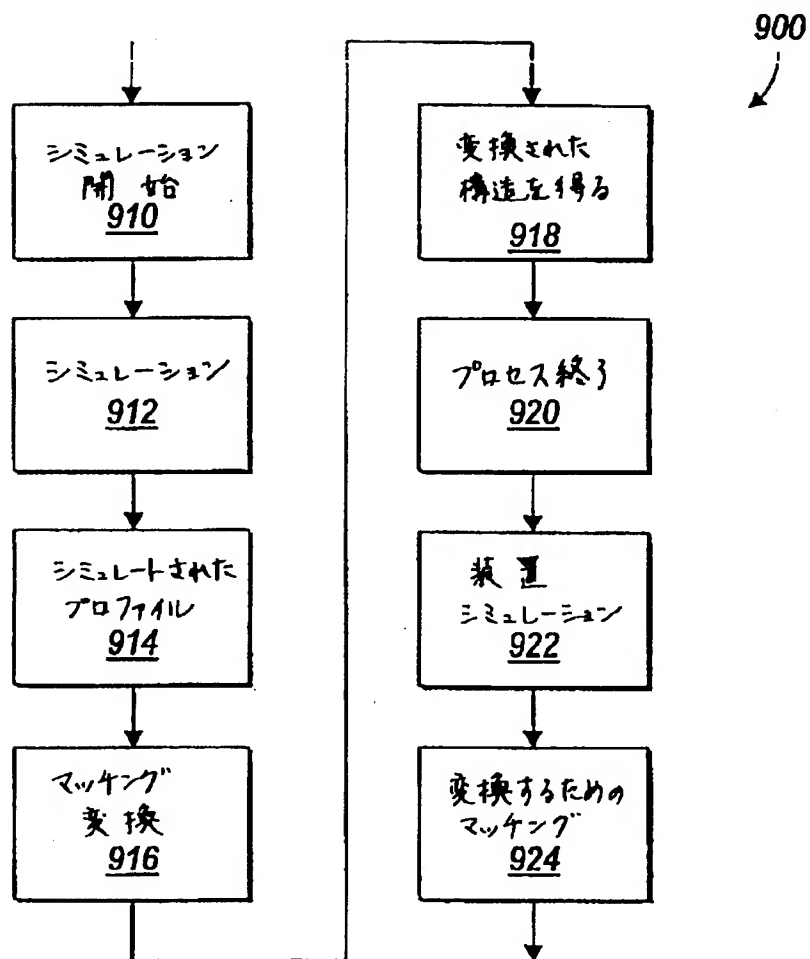 900
シミュレーション
開始
910
シミュレーション
912
シミュレートされた
プロファイル
914
マッチング
変換
916
変換された
構造を得る
918
プロセス終了
920
装置
シミュレーション
922
変換するための
マッチング
924